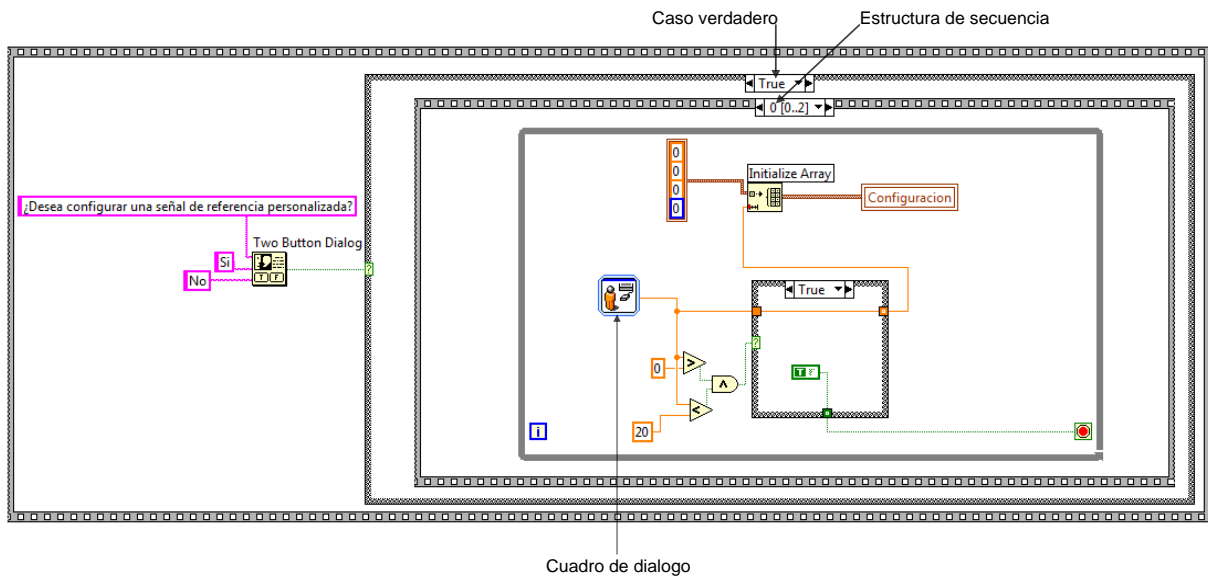 Caso verdadero
Estructura de secuencia
True
0 [0..2]
0
0
0
0
Initialize Array
Configuracion
¿Desea configurar una señal de referencia personalizada?
Two Button Dialog
Si
No
T F
?
True
?
0
>
∧
<
20
T F
i
Cuadro de dialogo